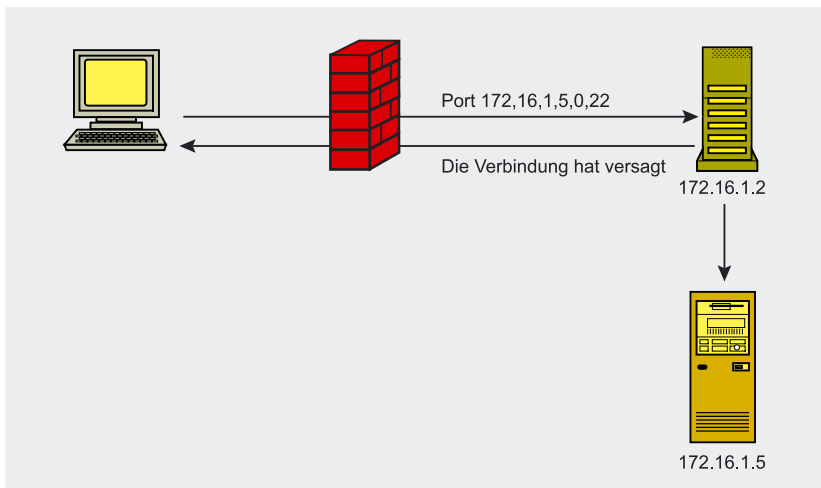 Port 172,16,1,5,0,22
Die Verbindung hat versagt
172.16.1.2
172.16.1.5